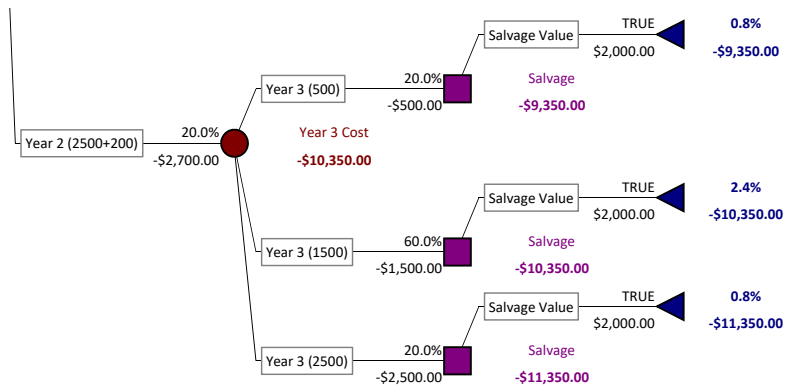 TRUE 0.8%
Salvage Value
$2,000.00 -$9,350.00
20.0% Salvage
Year 3 (500)
-$500.00 -$9,350.00
20.0% Year 3 Cost
Year 2 (2500+200)
-$2,700.00 -$10,350.00
TRUE 2.4%
Salvage Value
$2,000.00 -$10,350.00
60.0% Salvage
Year 3 (1500)
-$1,500.00 -$10,350.00
TRUE 0.8%
Salvage Value
$2,000.00 -$11,350.00
20.0% Salvage
Year 3 (2500)
-$2,500.00 -$11,350.00